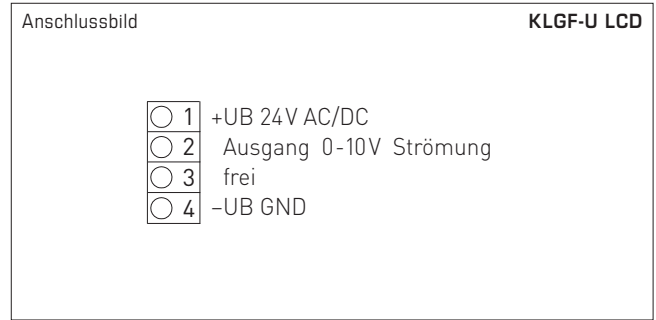 Anschlussbild KLGF-U LCD
1 +UB 24V AC/DC
2 Ausgang 0-10V Strömung
3 frei
4 –UB GND